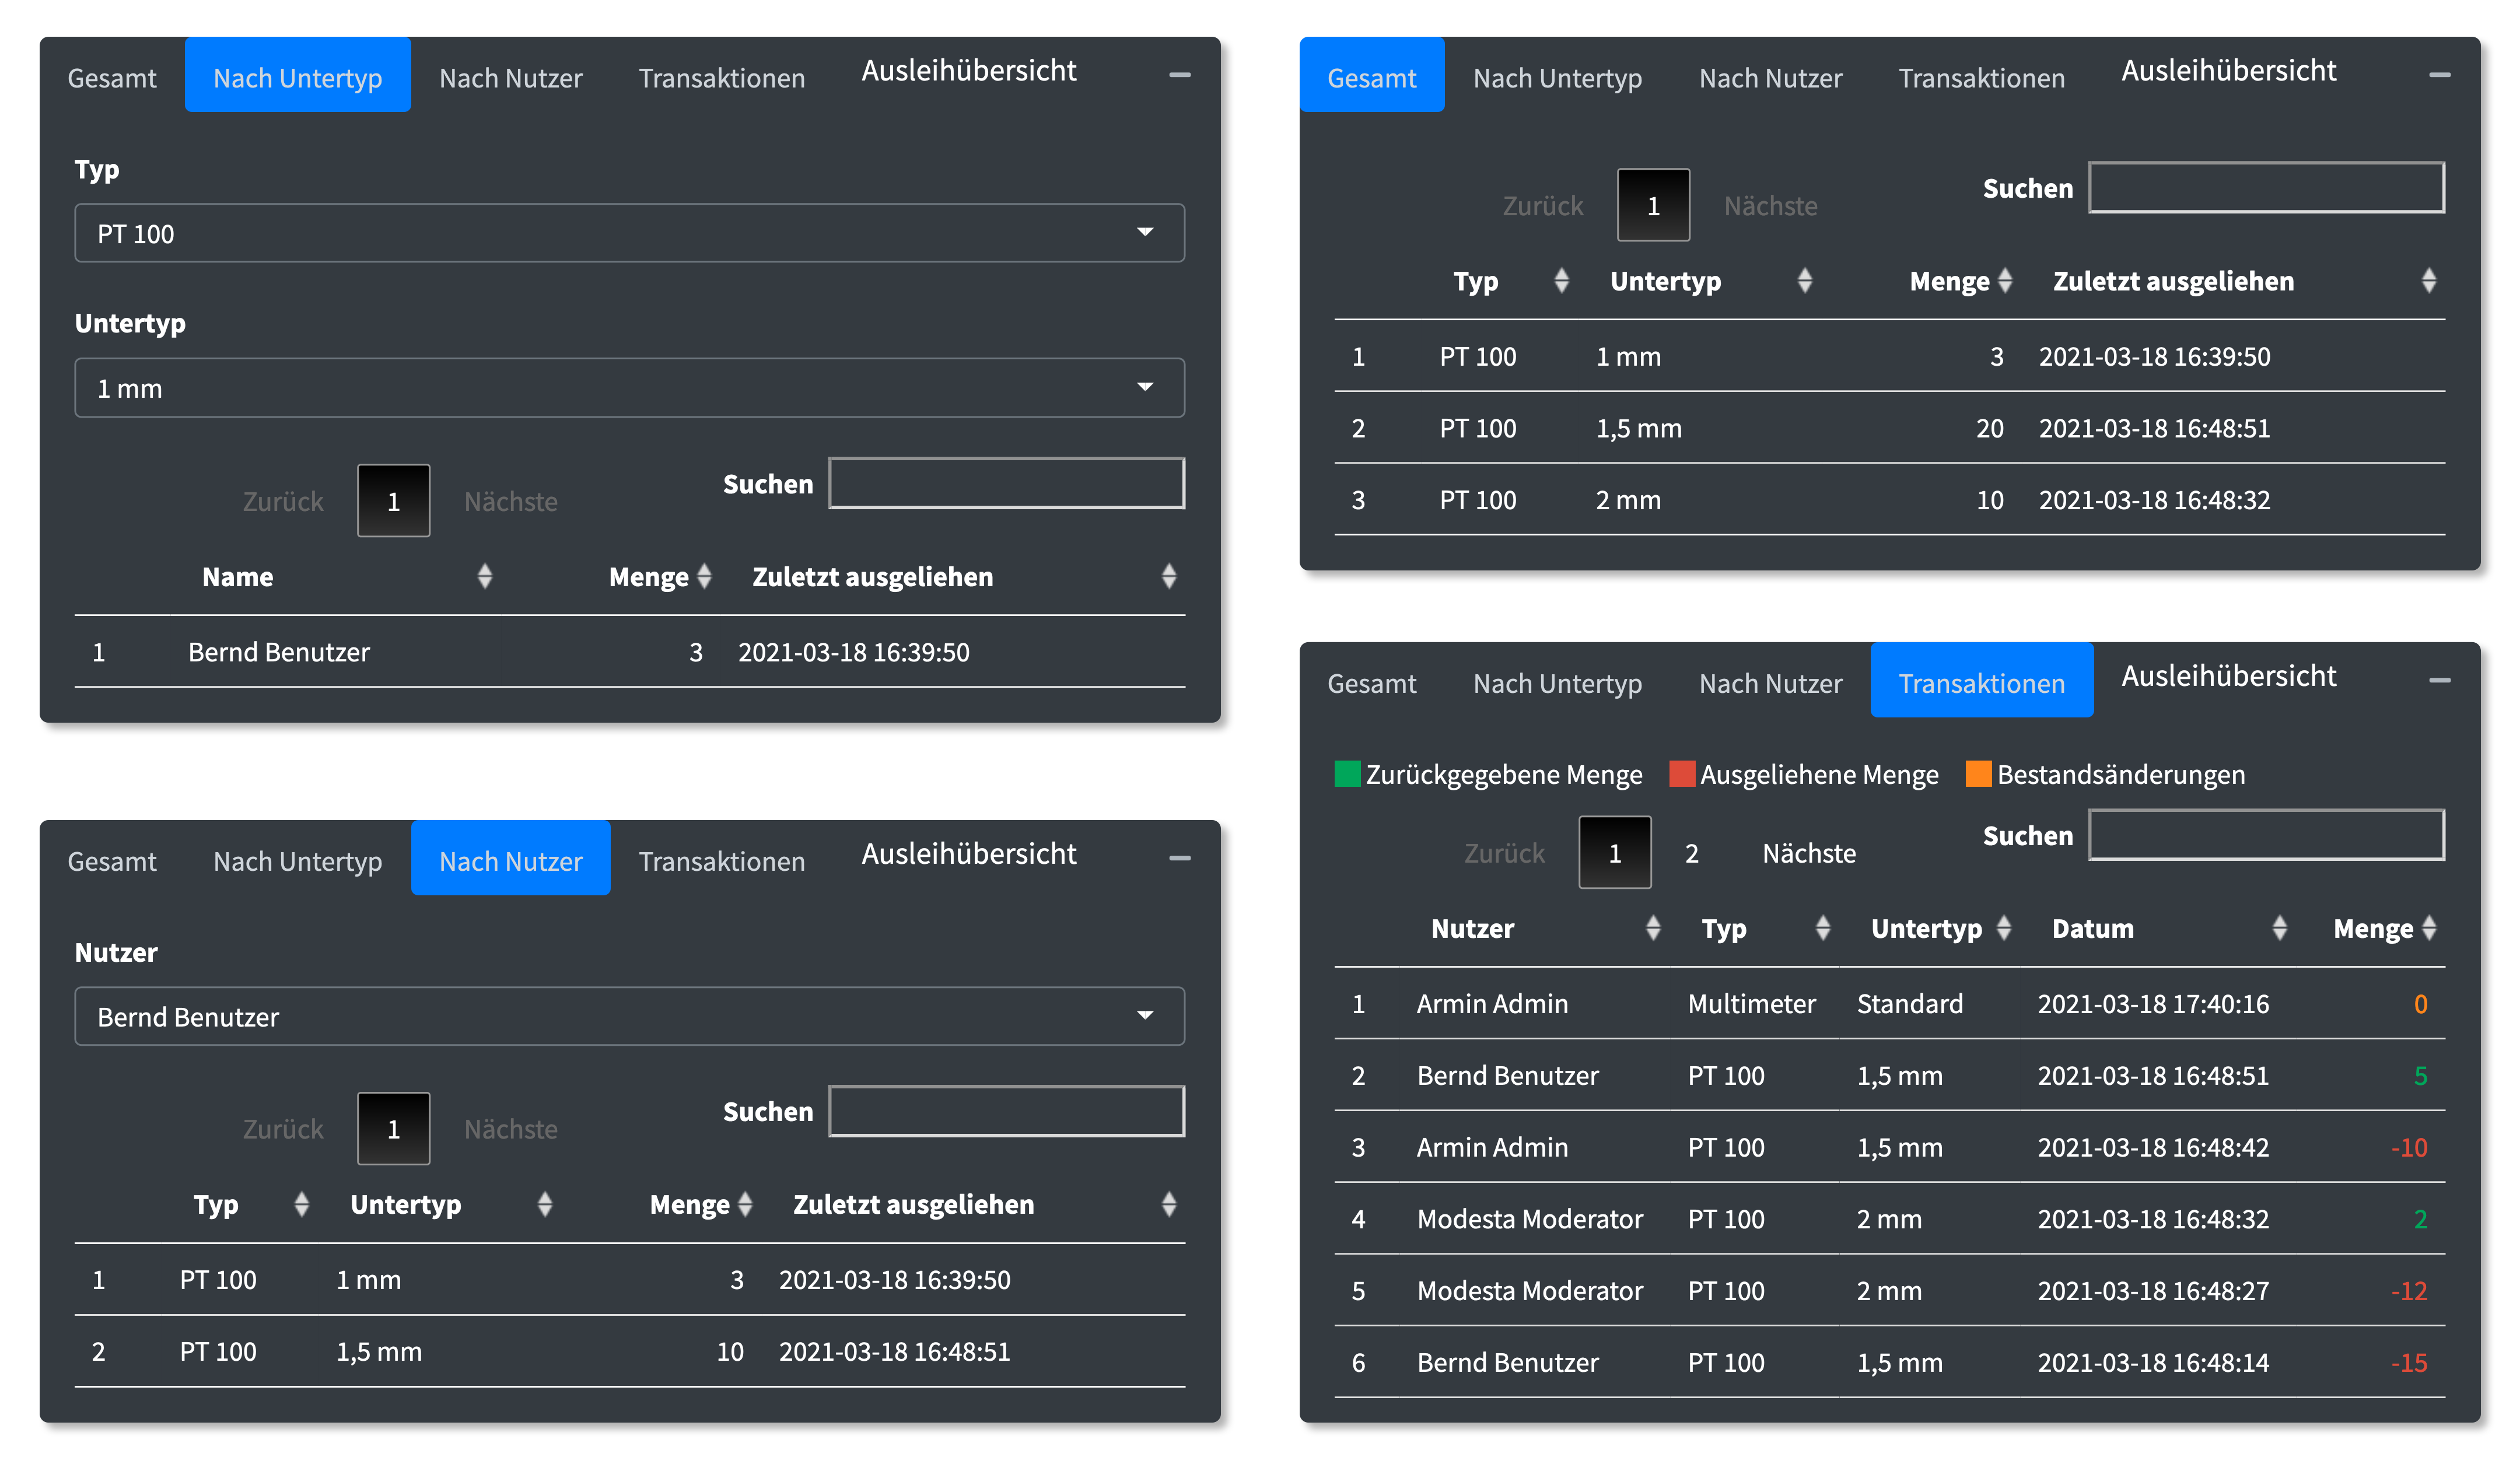 Gesamt Nach Untertyp Nach Nutzer Transaktionen Ausleihübersicht
Typ
PT 100
Untertyp
1 mm
Zurück 1 Nächste Suchen
Name Menge Zuletzt ausgeliehen
1 Bernd Benutzer 3 2021-03-18 16:39:50
Gesamt Nach Untertyp Nach Nutzer Transaktionen Ausleihübersicht
Nutzer
Bernd Benutzer
Zurück 1 Nächste Suchen
Typ Untertyp Menge Zuletzt ausgeliehen
1 PT 100 1 mm 3 2021-03-18 16:39:50
2 PT 100 1,5 mm 10 2021-03-18 16:48:51
Gesamt Nach Untertyp Nach Nutzer Transaktionen Ausleihübersicht
Zurück 1 Nächste Suchen
Typ Untertyp Menge Zuletzt ausgeliehen
1 PT 100 1 mm 3 2021-03-18 16:39:50
2 PT 100 1,5 mm 20 2021-03-18 16:48:51
3 PT 100 2 mm 10 2021-03-18 16:48:32
Gesamt Nach Untertyp Nach Nutzer Transaktionen Ausleihübersicht
Zurückgegebene Menge Ausgeliehene Menge Bestandsänderungen
Zurück 1 2 Nächste Suchen
Nutzer Typ Untertyp Datum Menge
1 Armin Admin Multimeter Standard 2021-03-18 17:40:16 0
2 Bernd Benutzer PT 100 1,5 mm 2021-03-18 16:48:51 5
3 Armin Admin PT 100 1,5 mm 2021-03-18 16:48:42 -10
4 Modesta Moderator PT 100 2 mm 2021-03-18 16:48:32 2
5 Modesta Moderator PT 100 2 mm 2021-03-18 16:48:27 -12
6 Bernd Benutzer PT 100 1,5 mm 2021-03-18 16:48:14 -15